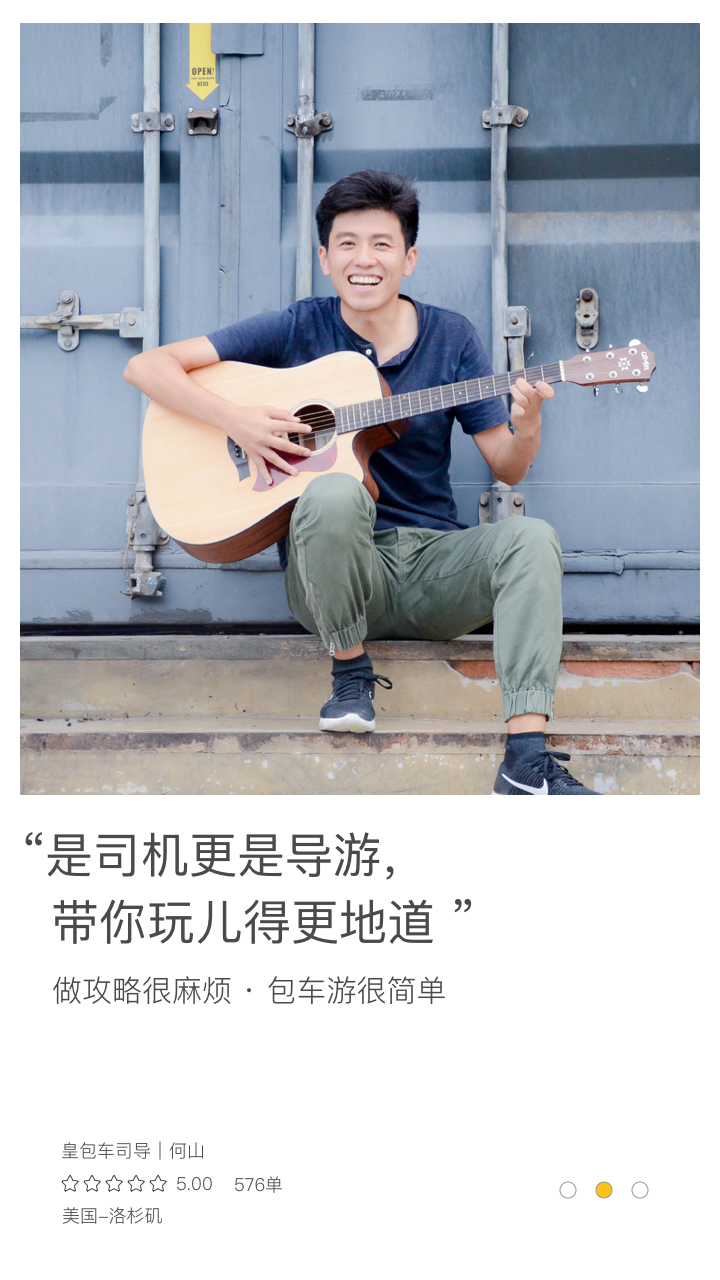 OPEN!
HERE
“是司机更是导游，
带你玩儿得更地道 ”
做攻略很麻烦 · 包车游很简单
皇包车司导｜何山
☆☆☆☆☆ 5.00 576单
美国–洛杉矶